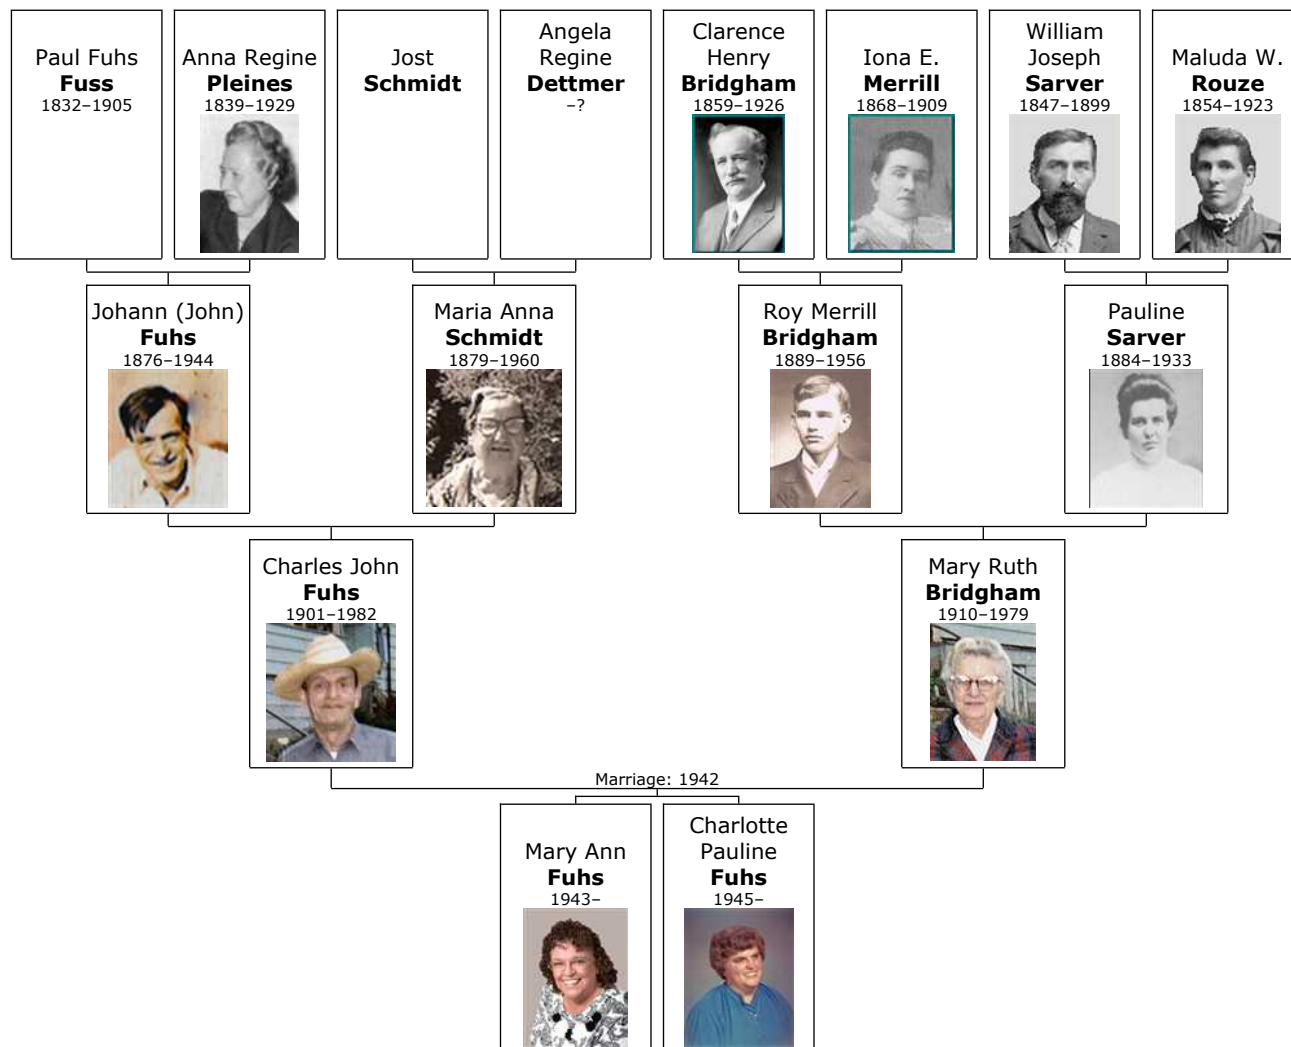 Paul Fuhs
Fuss
1832–1905
Anna Regine
Pleines
1839–1929
Jost
Schmidt
Angela
Regine
Dettmer
–?
Clarence
Henry
Bridgham
1859–1926
Iona E.
Merrill
1868–1909
William
Joseph
Sarver
1847–1899
Maluda W.
Rouze
1854–1923
Johann (John)
Fuhs
1876–1944
Maria Anna
Schmidt
1879–1960
Roy Merrill
Bridgham
1889–1956
Pauline
Sarver
1884–1933
Charles John
Fuhs
1901–1982
Mary Ruth
Bridgham
1910–1979
Marriage: 1942
Mary Ann
Fuhs
1943–
Charlotte
Pauline
Fuhs
1945–